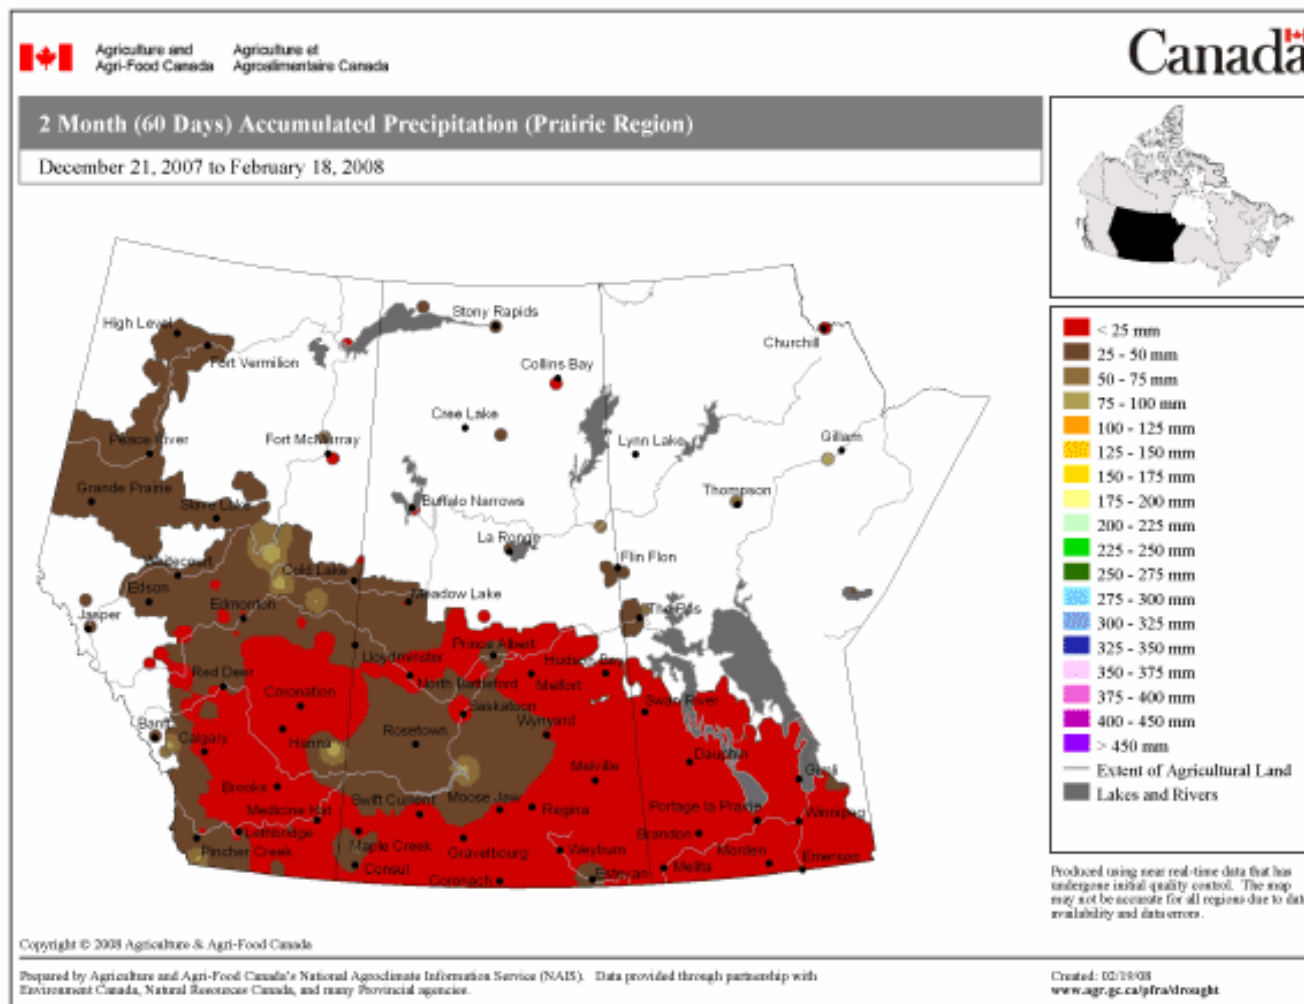 Agriculture and Agriculture et
Agri-Food Canada Agroalimentaire Canada
Canada
2 Month (60 Days) Accumulated Precipitation (Prairie Region)
December 21, 2007 to February 18, 2008
High Level
Fort Vermilion
Stony Rapids
Churchill
Collins Bay
Cree Lake
Peace River
Fort McMurray
Lynn Lake
Gillam
Grande Prairie
Slave Lake
Buffalo Narrows
Thompson
La Ronge
Flin Flon
Whitecourt
Cold Lake
Edson
Meadow Lake
Jasper
Edmonton
The Pas
Lloydminster
Prince Albert
Hudson Bay
Red Deer
North Battleford
Melfort
Coronation
Saskatoon
Swan River
Banff
Calgary
Hanna
Rosetown
Wynyard
Dauphin
Melville
Gimli
Brooks
Swift Current
Moose Jaw
Medicine Hat
Regina
Portage la Prairie
Winnipeg
Lethbridge
Brandon
Pincher Creek
Maple Creek
Gravelbourg
Weyburn
Morden
Emerson
Consul
Coronach
Estevan
Melita
< 25 mm
25 - 50 mm
50 - 75 mm
75 - 100 mm
100 - 125 mm
125 - 150 mm
150 - 175 mm
175 - 200 mm
200 - 225 mm
225 - 250 mm
250 - 275 mm
275 - 300 mm
300 - 325 mm
325 - 350 mm
350 - 375 mm
375 - 400 mm
400 - 450 mm
> 450 mm
Extent of Agricultural Land
Lakes and Rivers
Produced using near real-time data that has
undergone initial quality control. The map
may not be accurate for all regions due to data
availability and data errors.
Copyright © 2008 Agriculture & Agri-Food Canada
Prepared by Agriculture and Agri-Food Canada's National Agroclimate Information Service (NAIS). Data provided through partnership with
Environment Canada, Natural Resources Canada, and many Provincial agencies.
Created: 02/19/08
www.agr.gc.ca/pfra/drought